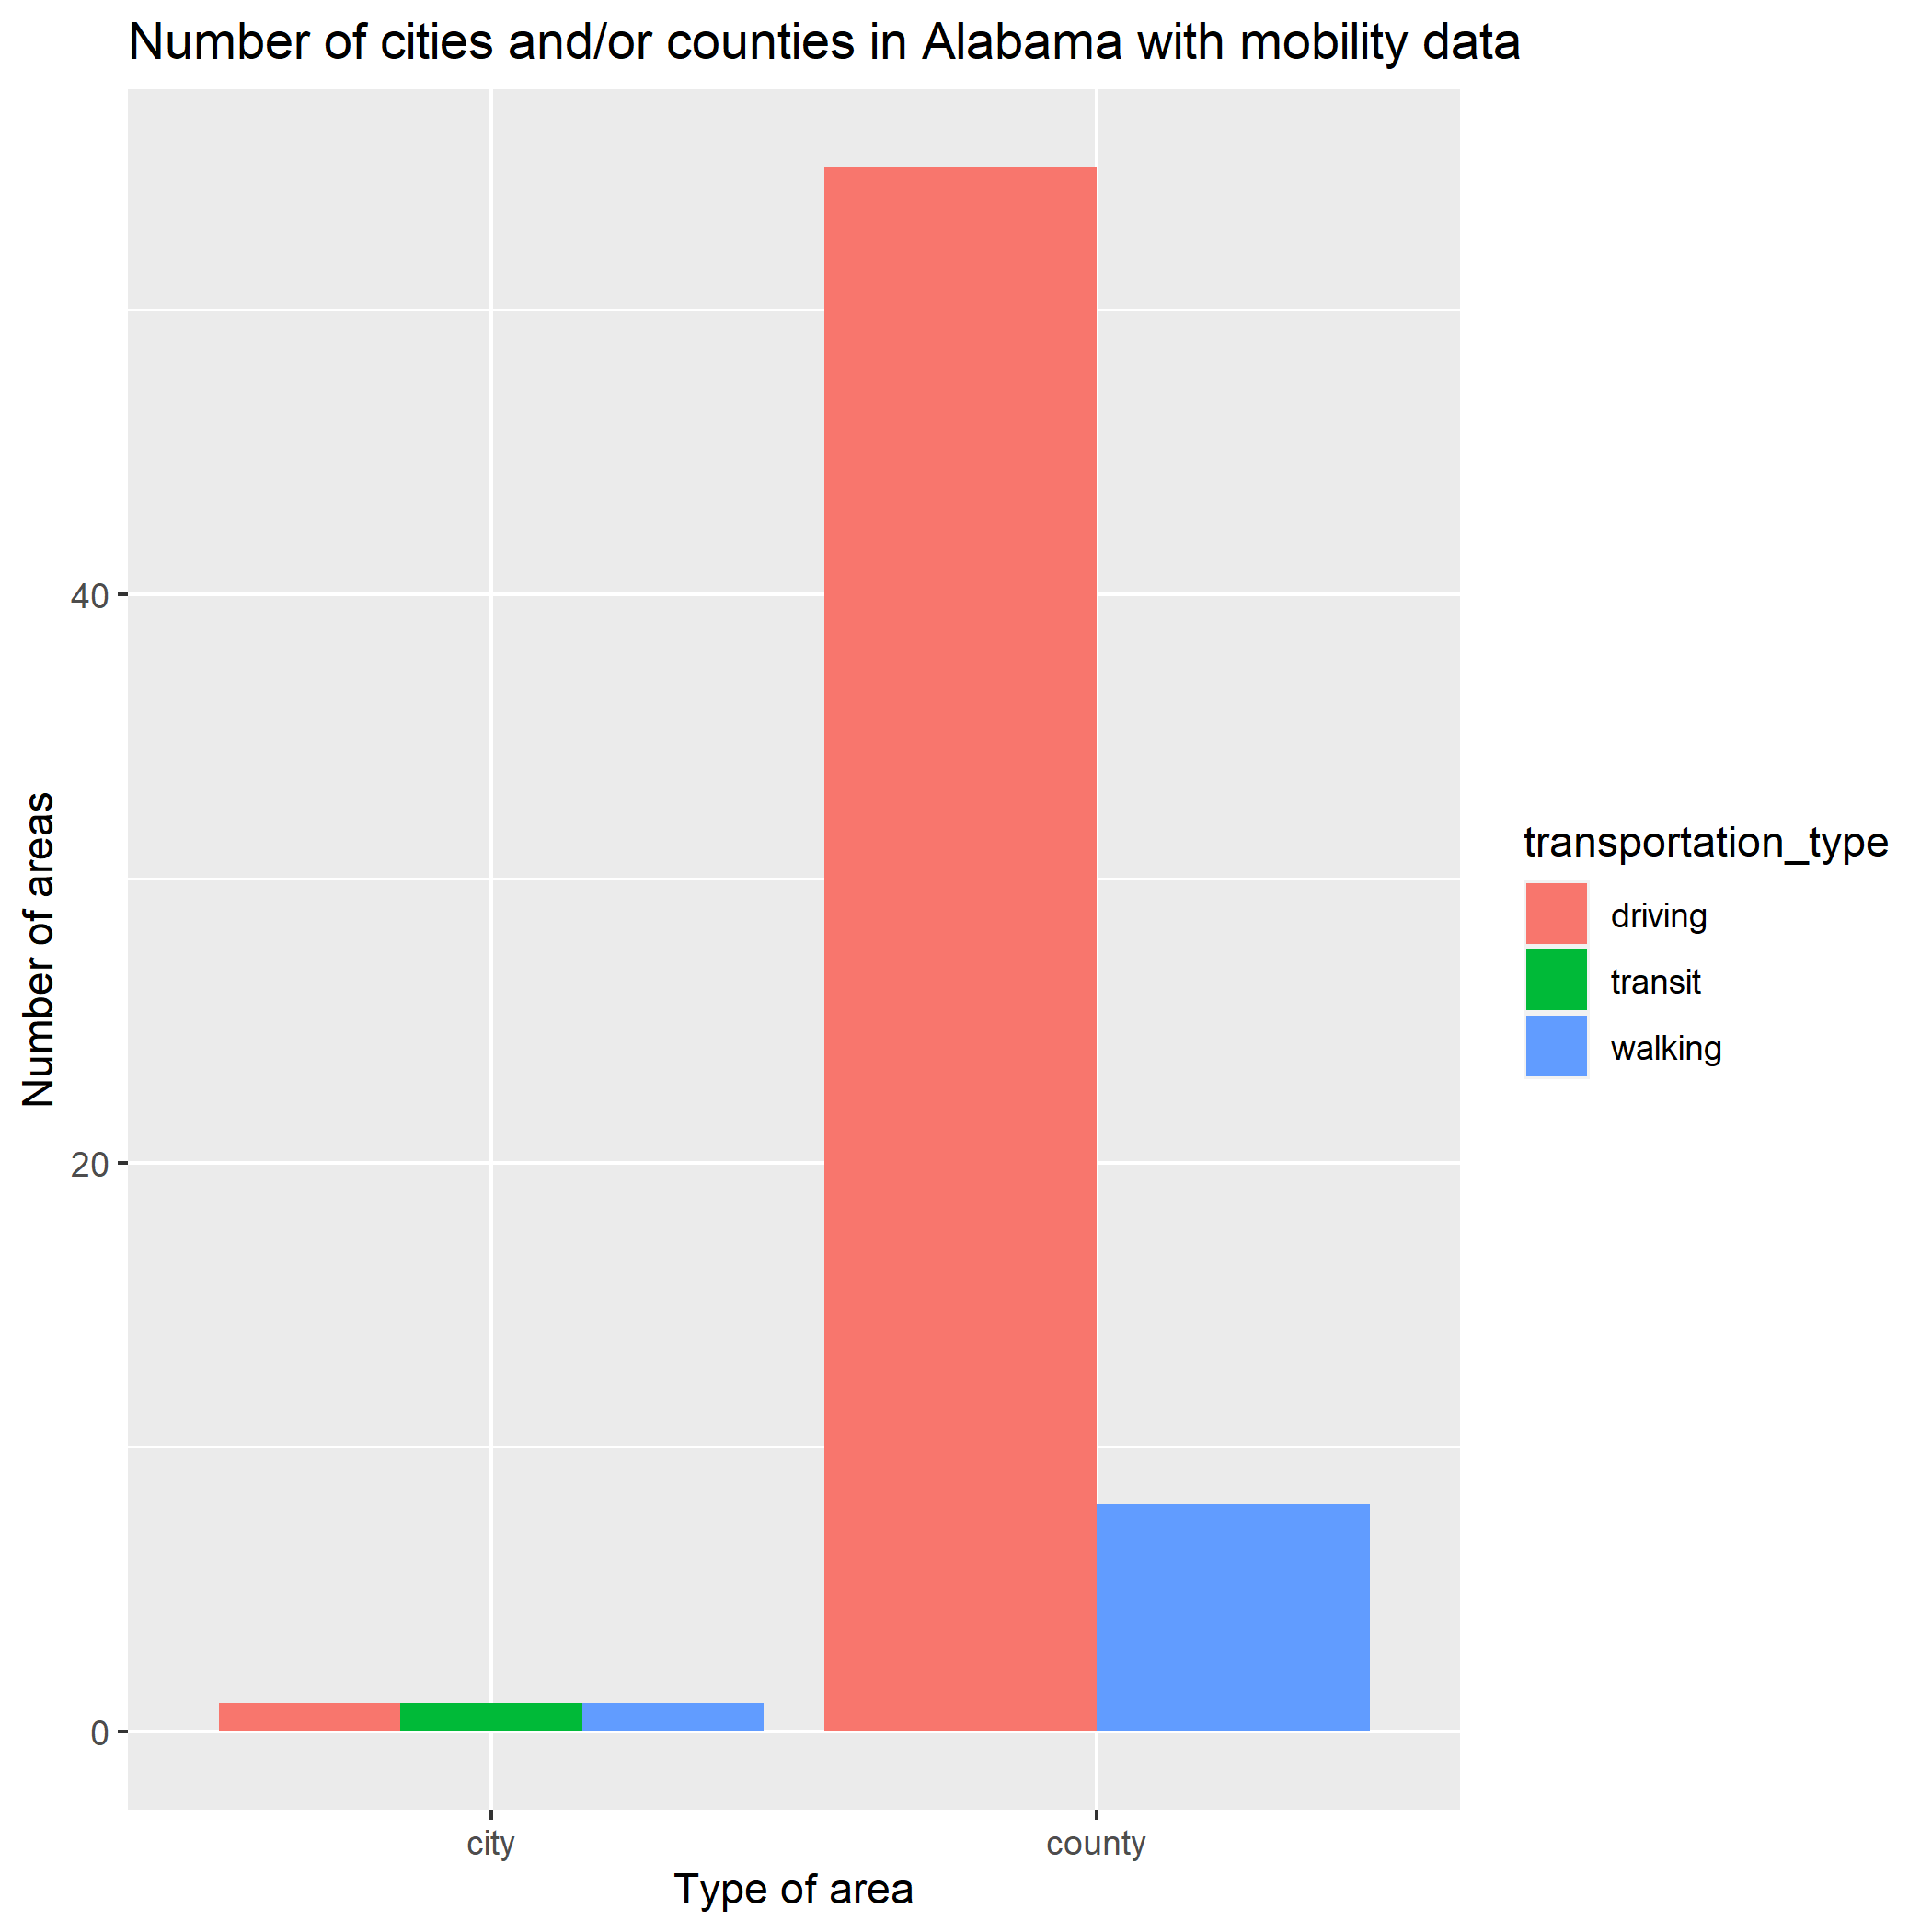 Number of cities and/or counties in Alabama with mobility data
Number of areas
40
20
0
city
county
Type of area
transportation_type
driving
transit
walking